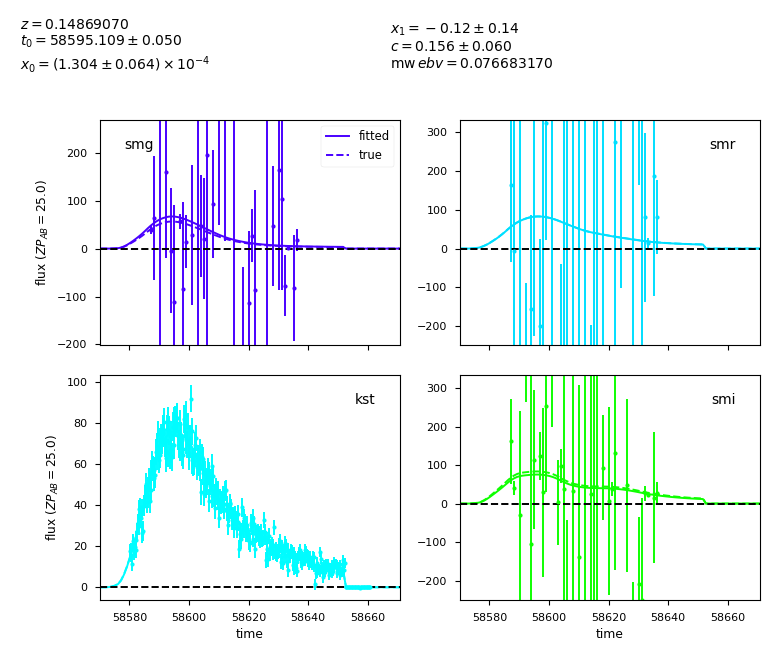 z = 0.14869070
t₀ = 58595.109 ± 0.050
x₀ = (1.304 ± 0.064) × 10⁻⁴
x₁ = −0.12 ± 0.14
c = 0.156 ± 0.060
mw ebv = 0.076683170
smg
fitted
true
200
100
0
−100
−200
flux (ZP_AB = 25.0)
smr
300
200
100
0
−100
−200
kst
100
80
60
40
20
0
flux (ZP_AB = 25.0)
58580 58600 58620 58640 58660
time
smi
300
200
100
0
−100
−200
58580 58600 58620 58640 58660
time